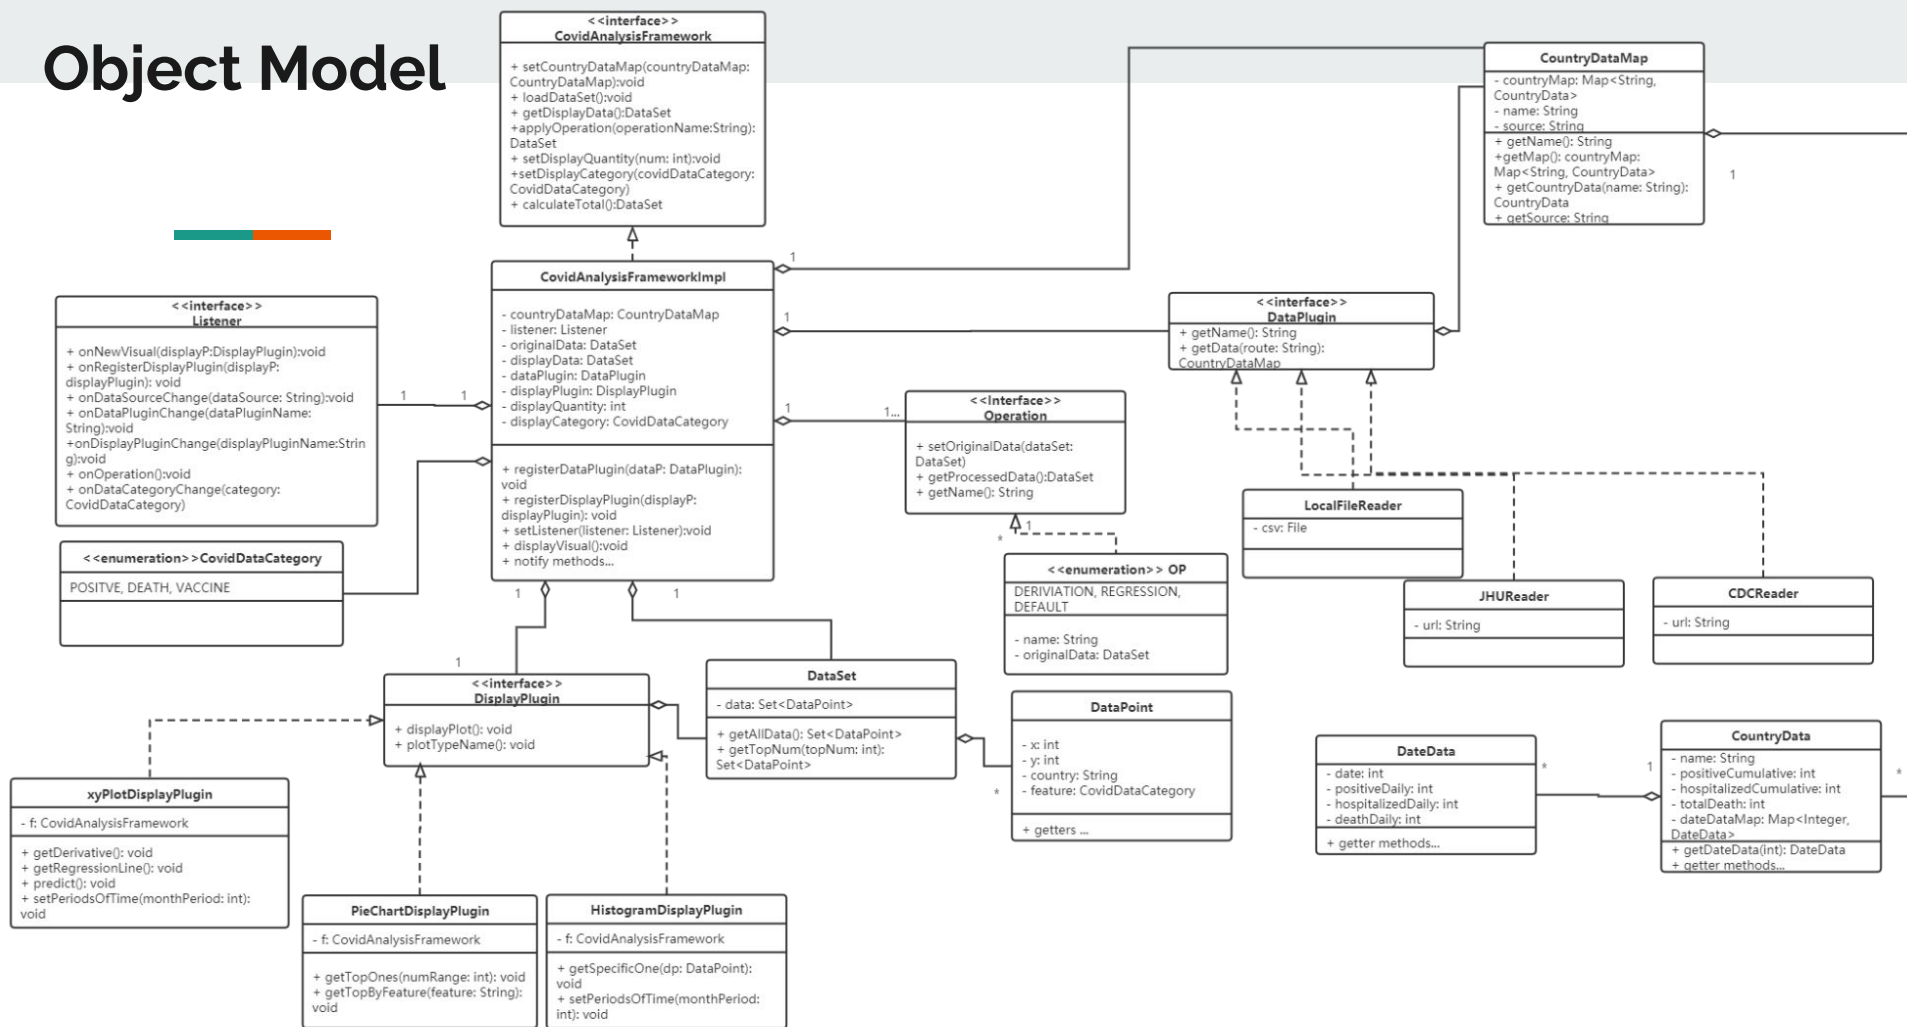 Object Model
<<interface>>
CovidAnalysisFramework
+ setCountryDataMap(countryDataMap:
CountryDataMap):void
+ loadDataSet():void
+ getDisplayData():DataSet
+applyOperation(operationName:String):
DataSet
+ setDisplayQuantity(num: int):void
+setDisplayCategory(covidDataCategory:
CovidDataCategory)
+ calculateTotal():DataSet
CountryDataMap
- countryMap: Map<String,
CountryData>
- name: String
- source: String
+ getName(): String
+getMap(): countryMap:
Map<String, CountryData>
+ getCountryData(name: String):
CountryData
+ getSource: String
1
<<interface>>
Listener
+ onNewVisual(displayP:DisplayPlugin):void
+ onRegisterDisplayPlugin(displayP:
displayPlugin): void
+ onDataSourceChange(dataSource: String):void
+ onDataPluginChange(dataPluginName:
String):void
+onDisplayPluginChange(displayPluginName:Strin
g):void
+ onOperation():void
+ onDataCategoryChange(category:
CovidDataCategory)
1
1
CovidAnalysisFrameworkImpl
- countryDataMap: CountryDataMap
- listener: Listener
- originalData: DataSet
- displayData: DataSet
- dataPlugin: DataPlugin
- displayPlugin: DisplayPlugin
- displayQuantity: int
- displayCategory: CovidDataCategory
+ registerDataPlugin(dataP: DataPlugin):
void
+ registerDisplayPlugin(displayP:
displayPlugin): void
+ setListener(listener: Listener):void
+ displayVisual():void
+ notify methods...
1
1
1
1...
<<interface>>
DataPlugin
+ getName(): String
+ getData(route: String):
CountryDataMap
<<Interface>>
Operation
+ setOriginalData(dataSet:
DataSet)
+ getProcessedData():DataSet
+ getName(): String
1
*
<<enumeration>> OP
DERIVIATION, REGRESSION,
DEFAULT
- name: String
- originalData: DataSet
LocalFileReader
- csv: File
JHUReader
- url: String
CDCReader
- url: String
<<enumeration>>CovidDataCategory
POSITVE, DEATH, VACCINE
1
1
1
<<interface>>
DisplayPlugin
+ displayPlot(): void
+ plotTypeName(): void
DataSet
- data: Set<DataPoint>
+ getAllData(): Set<DataPoint>
+ getTopNum(topNum: int):
Set<DataPoint>
*
DataPoint
- x: int
- y: int
- country: String
- feature: CovidDataCategory
+ getters ...
DateData
- date: int
- positiveDaily: int
- hospitalizedDaily: int
- deathDaily: int
+ getter methods...
*
1
CountryData
- name: String
- positiveCumulative: int
- hospitalizedCumulative: int
- totalDeath: int
- dateDataMap: Map<Integer,
DateData>
+ getDateData(int): DateData
+ getter methods...
*
xyPlotDisplayPlugin
- f: CovidAnalysisFramework
+ getDerivative(): void
+ getRegressionLine(): void
+ predict(): void
+ setPeriodsOfTime(monthPeriod: int):
void
PieChartDisplayPlugin
- f: CovidAnalysisFramework
+ getTopOnes(numRange: int): void
+ getTopByFeature(feature: String):
void
HistogramDisplayPlugin
- f: CovidAnalysisFramework
+ getSpecificOne(dp: DataPoint):
void
+ setPeriodsOfTime(monthPeriod:
int): void